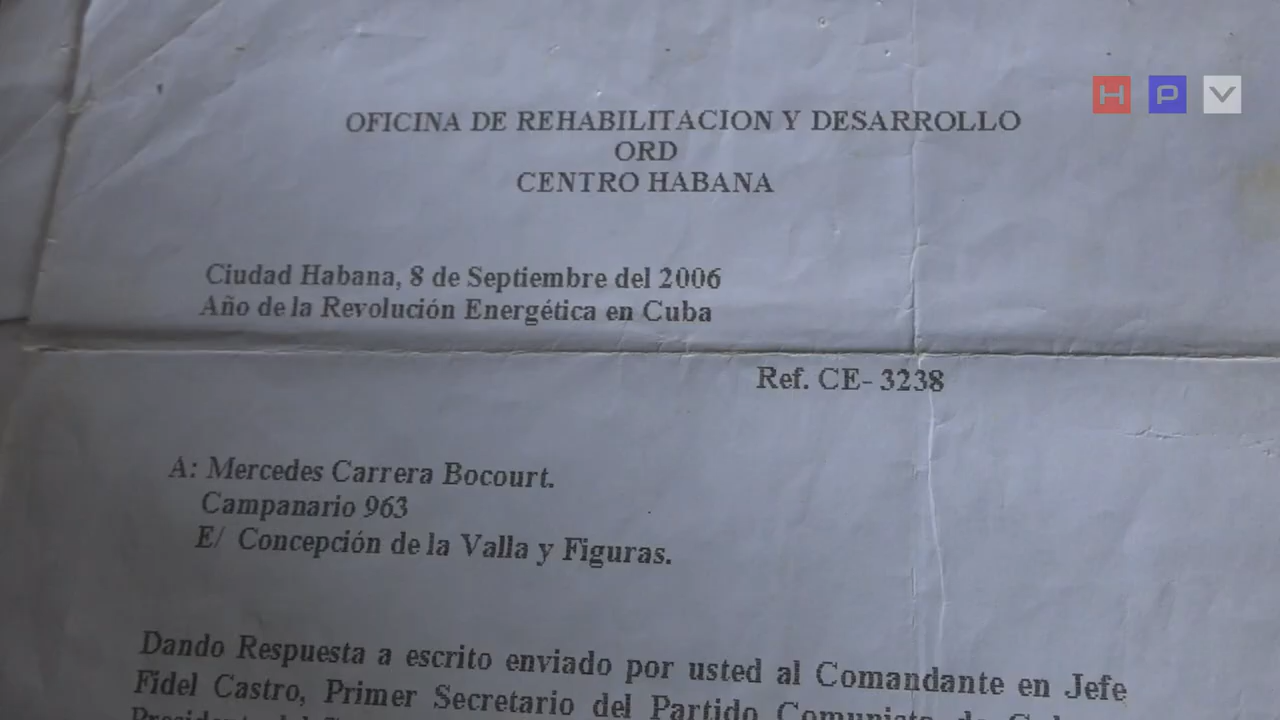 H P V
OFICINA DE REHABILITACION Y DESARROLLO
ORD
CENTRO HABANA
Ciudad Habana, 8 de Septiembre del 2006
Año de la Revolución Energética en Cuba
Ref. CE- 3238
A: Mercedes Carrera Bocourt.
Campanario 963
E/ Concepción de la Valla y Figuras.
Dando Respuesta a escrito enviado por usted al Comandante en Jefe
Fidel Castro, Primer Secretario del Partido Comunista de